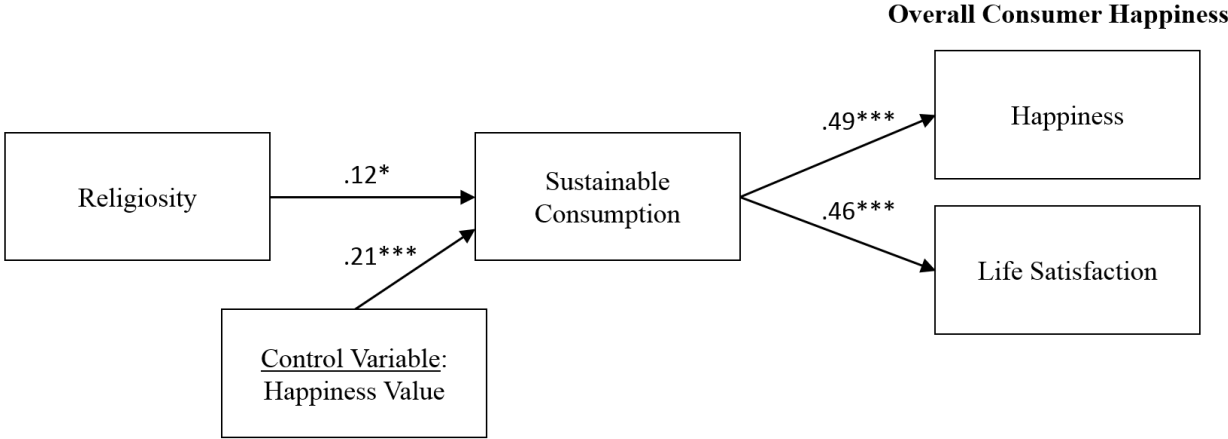 Overall Consumer Happiness
Religiosity
.12*
.21***
Control Variable:
Happiness Value
Sustainable
Consumption
.49***
.46***
Happiness
Life Satisfaction